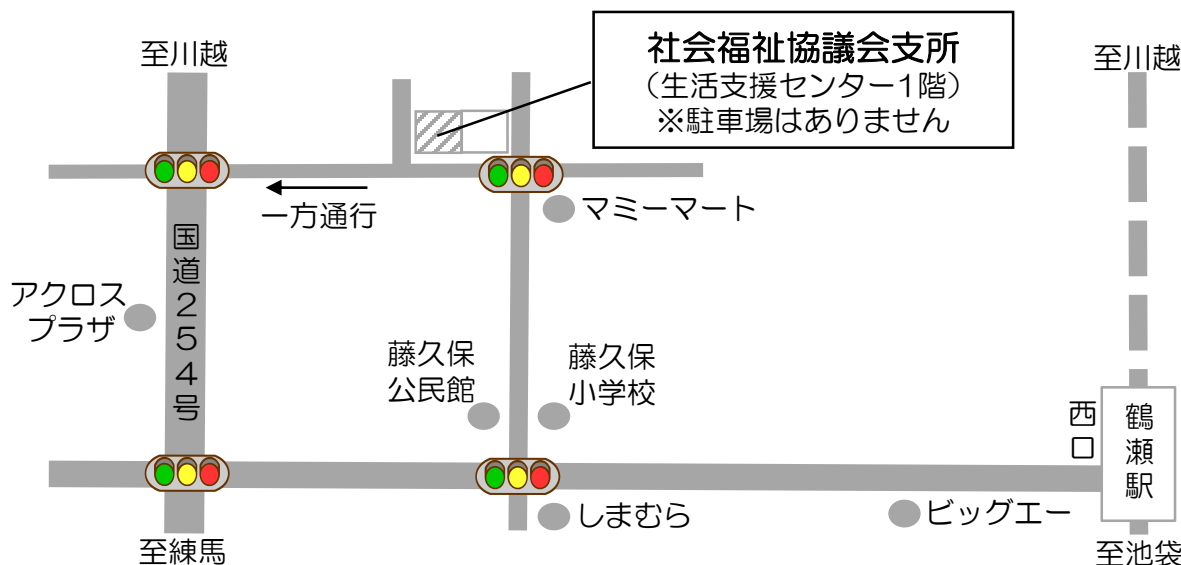 至川越
社会福祉協議会支所
（生活支援センター1階）
※駐車場はありません
至川越
一方通行
マミーマート
国道254号
アクロス
プラザ
藤久保
公民館
藤久保
小学校
西口
鶴瀬駅
しまむら
ビッグエー
至練馬
至池袋